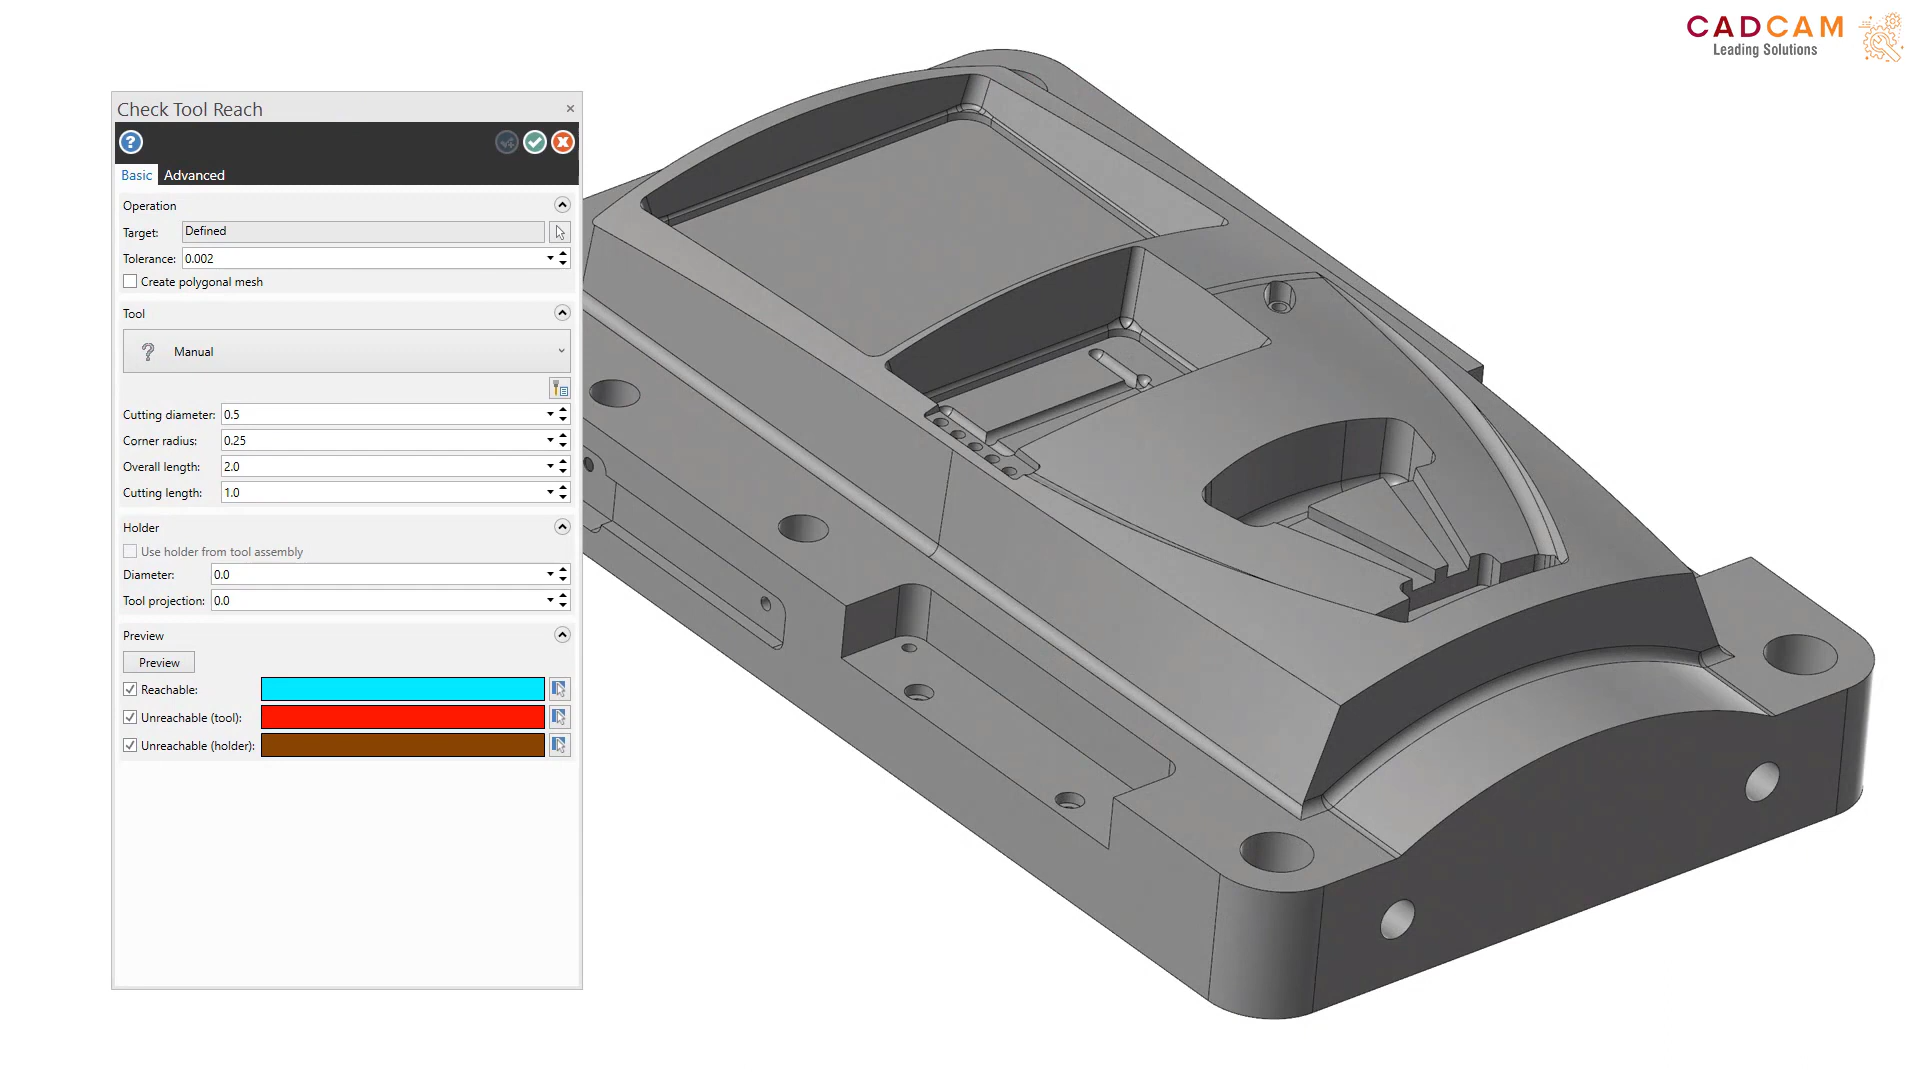 CADCAM
Leading Solutions
Check Tool Reach
Basic Advanced
Operation
Target: Defined
Tolerance: 0.002
Create polygonal mesh
Tool
Manual
Cutting diameter: 0.5
Corner radius: 0.25
Overall length: 2.0
Cutting length: 1.0
Holder
Use holder from tool assembly
Diameter: 0.0
Tool projection: 0.0
Preview
Preview
Reachable:
Unreachable (tool):
Unreachable (holder):